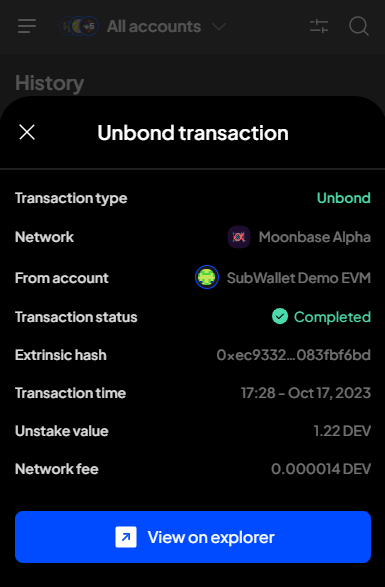 +5 All accounts
History
Unbond transaction
Transaction type Unbond
Network Moonbase Alpha
From account SubWallet Demo EVM
Transaction status Completed
Extrinsic hash 0xec9332...083fbf6bd
Transaction time 17:28 - Oct 17, 2023
Unstake value 1.22 DEV
Network fee 0.000014 DEV
View on explorer